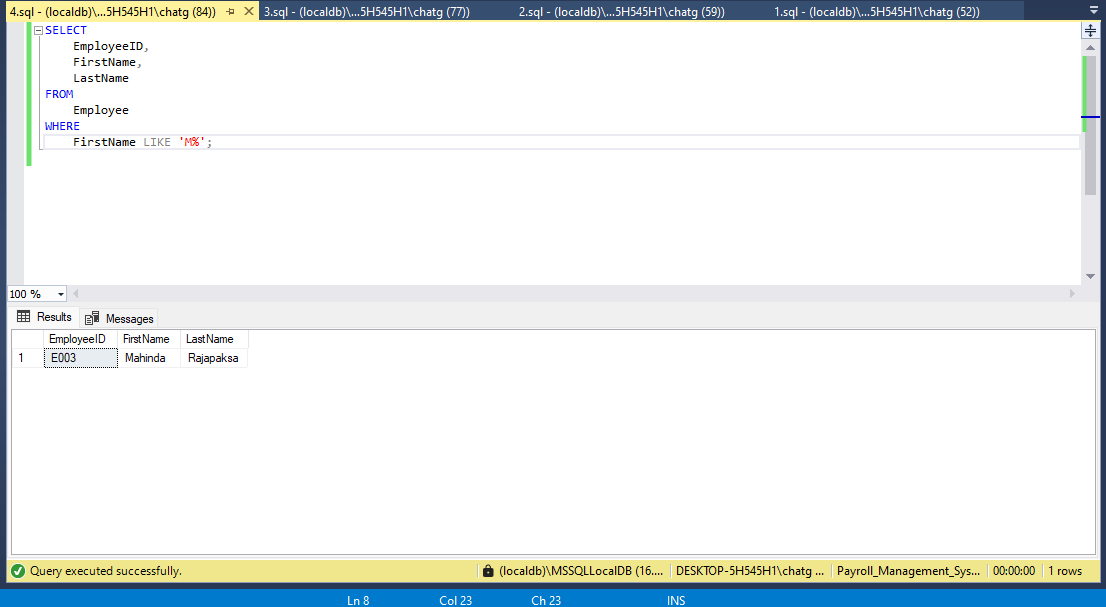 4.sql - (localdb)\...5H545H1\chatg (84)) 3.sql - (localdb)\...5H545H1\chatg (77)) 2.sql - (localdb)\...5H545H1\chatg (59)) 1.sql - (localdb)\...5H545H1\chatg (52))
SELECT
EmployeeID,
FirstName,
LastName
FROM
Employee
WHERE
FirstName LIKE 'M%';
100 %
Results Messages
EmployeeID FirstName LastName
1 E003 Mahinda Rajapaksa
Query executed successfully. (localdb)\MSSQLLocalDB (16.... DESKTOP-5H545H1\chatg ... Payroll_Management_Sys... 00:00:00 1 rows
Ln 8 Col 23 Ch 23 INS